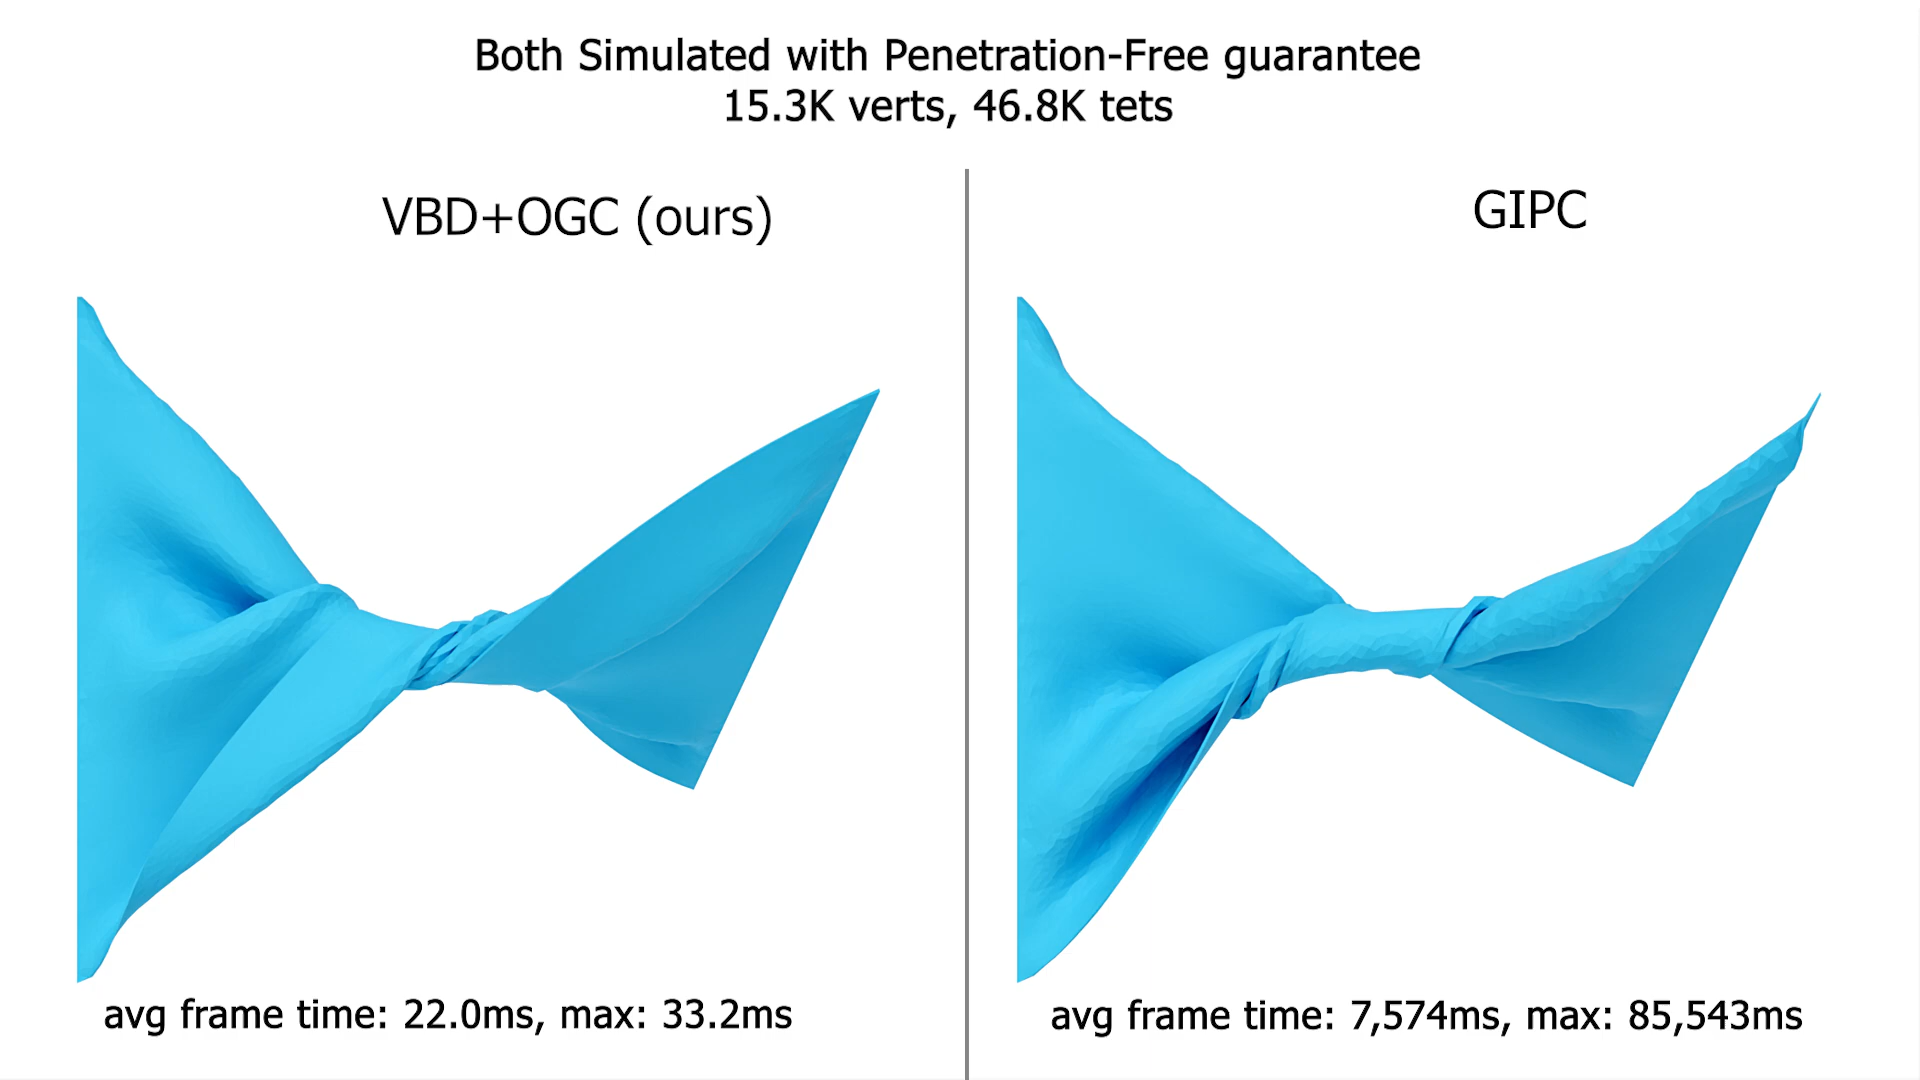 Both Simulated with Penetration-Free guarantee
15.3K verts, 46.8K tets
VBD+OGC (ours)
GIPC
avg frame time: 22.0ms, max: 33.2ms
avg frame time: 7,574ms, max: 85,543ms